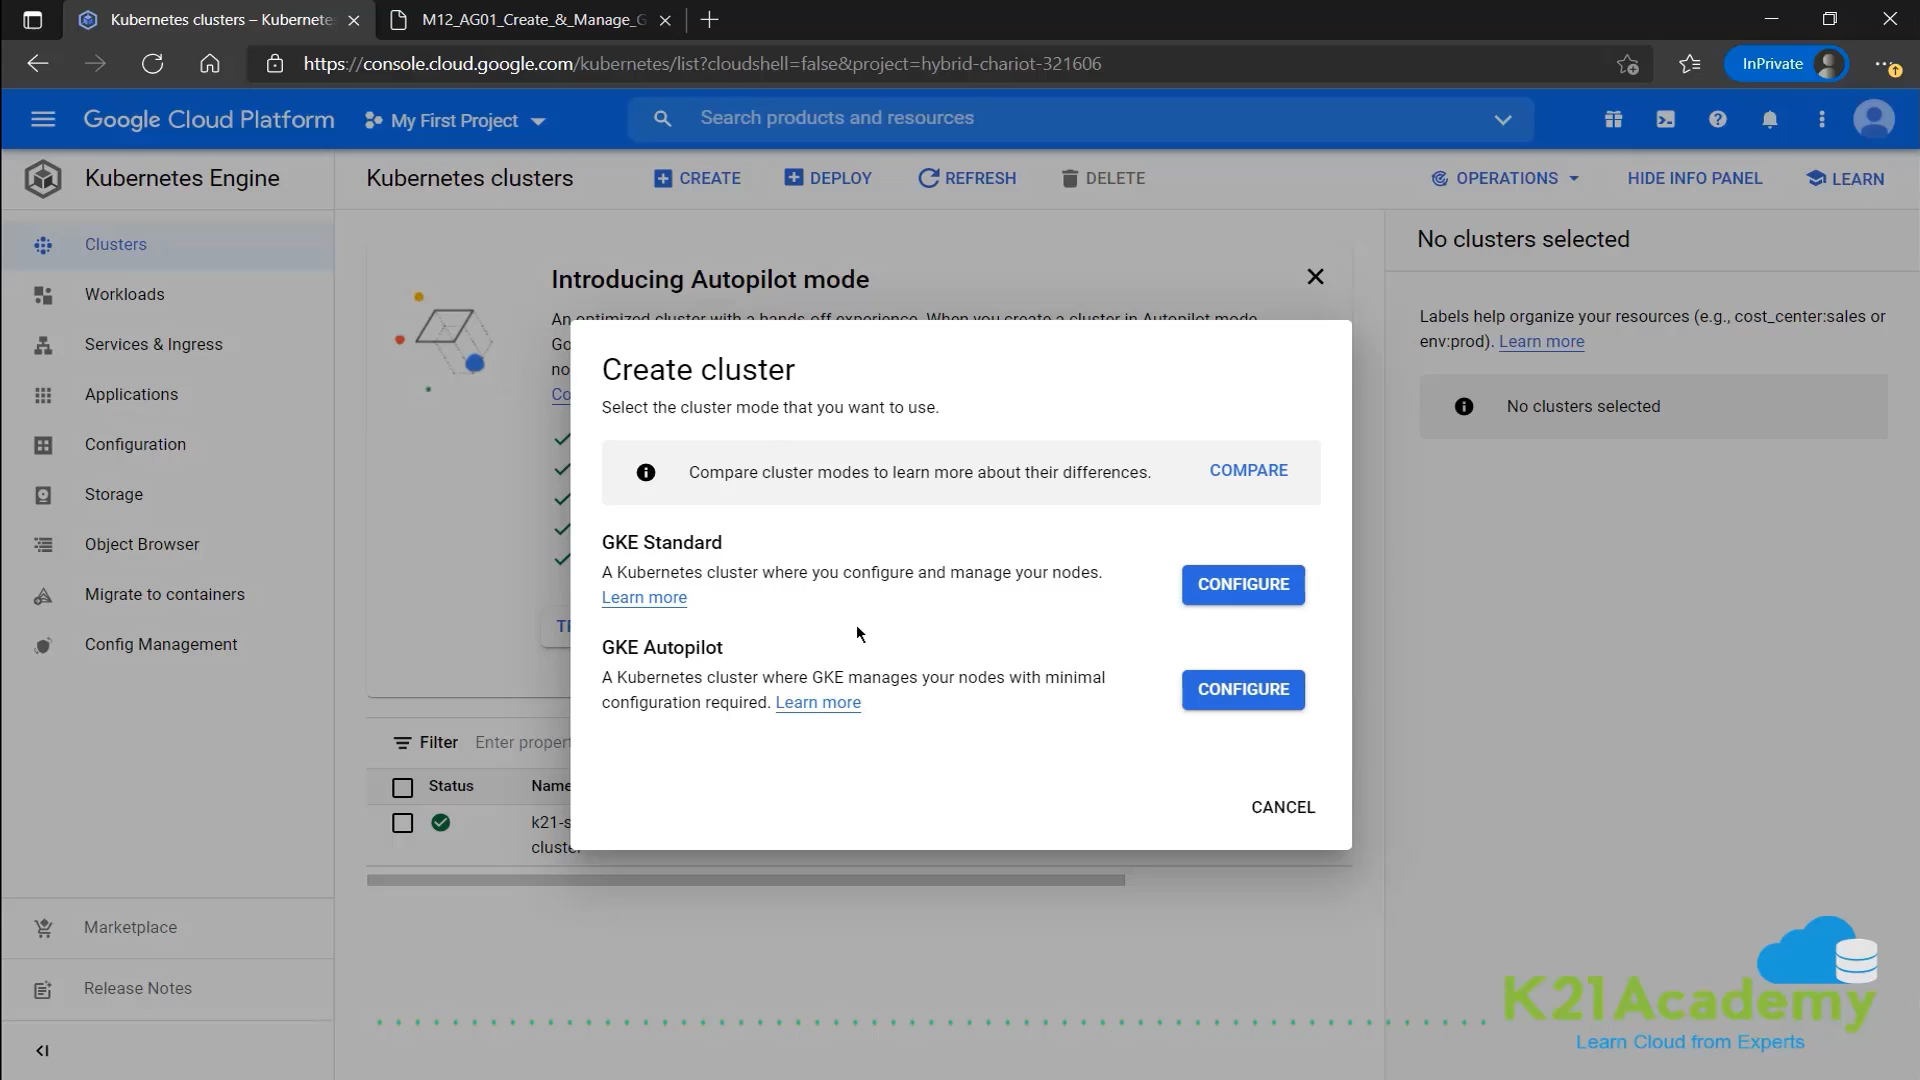 Kubernetes clusters – Kubernete
M12_AG01_Create_&_Manage_G
https://console.cloud.google.com/kubernetes/list?cloudshell=false&project=hybrid-chariot-321606
InPrivate
Google Cloud Platform
My First Project
Search products and resources
Kubernetes Engine
Kubernetes clusters
CREATE
DEPLOY
REFRESH
DELETE
OPERATIONS
HIDE INFO PANEL
LEARN
Clusters
Workloads
Services & Ingress
Applications
Configuration
Storage
Object Browser
Migrate to containers
Config Management
Marketplace
Release Notes
Introducing Autopilot mode
An optimized cluster with a hands-off experience. When you create a cluster in Autopilot mode
Go
no
Co
Create cluster
Select the cluster mode that you want to use.
Compare cluster modes to learn more about their differences.
COMPARE
GKE Standard
A Kubernetes cluster where you configure and manage your nodes.
Learn more
CONFIGURE
GKE Autopilot
A Kubernetes cluster where GKE manages your nodes with minimal
configuration required. Learn more
CONFIGURE
CANCEL
Filter
Enter propert
Status
Name
k21-s
cluster
No clusters selected
Labels help organize your resources (e.g., cost_center:sales or
env:prod). Learn more
No clusters selected
K21Academy
Learn Cloud from Experts